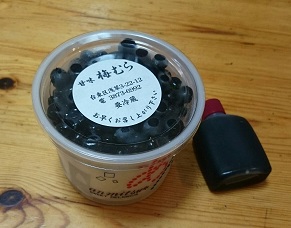 甘味 梅むら
台東区浅草3-22-12
電 3873-6992
要冷蔵
お早くお召し上がり下さい